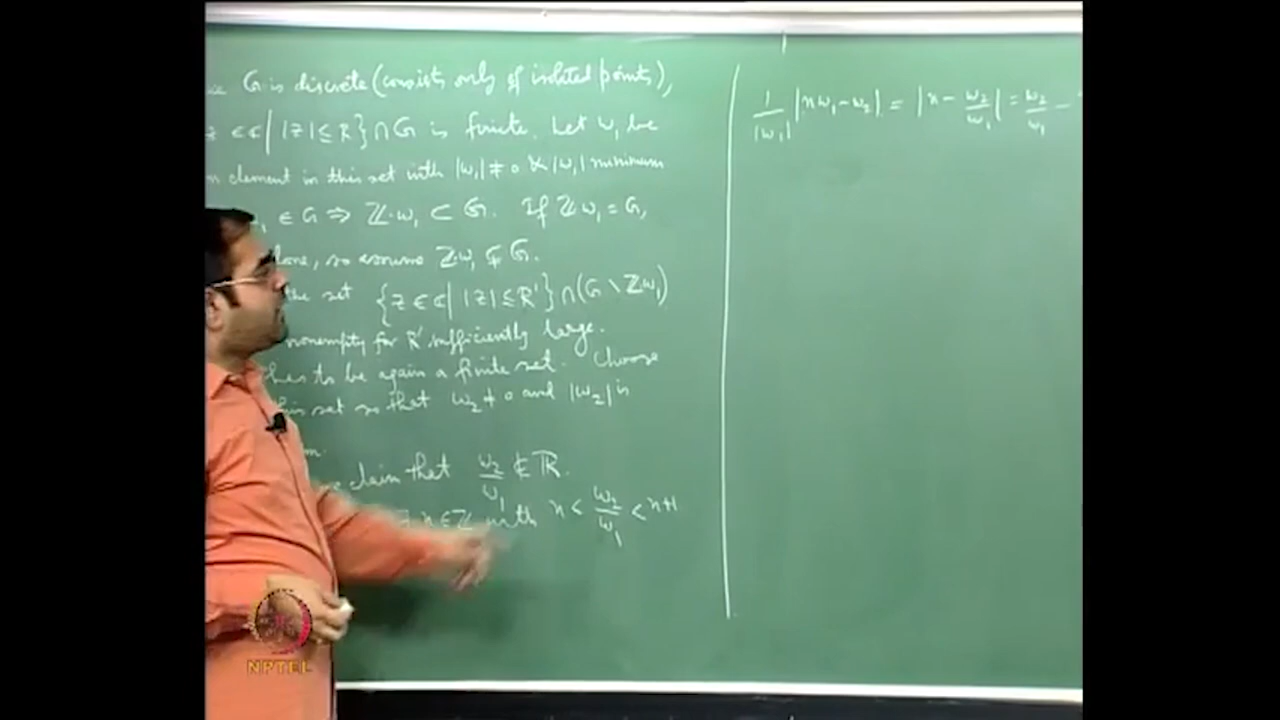 G is discrete (consists only of isolated points),
z ∈ ℂ | |z| ≤ R} ∩ G is finite. Let ω₁ be
element in this set with |ω₁| ≠ 0 & |ω₁| minimum
∈ G ⇒ ℤ·ω₁ ⊂ G. If ℤω₁ = G,
so assume ℤ·ω₁ ⊊ G.
the set {z ∈ ℂ | |z| ≤ R'} ∩ (G \ ℤω₁)
nonempty for R' sufficiently large.
to be again a finite set. Choose
this set so that ω₂ ≠ 0 and |ω₂| is
claim that ω₂/ω₁ ∉ ℝ.
∃ n ∈ ℤ with n < ω₂/ω₁ < n+1
1/|ω₁| |nω₁ - ω₂| = |n - ω₂/ω₁| = ω₂/ω₁ -
NPTEL